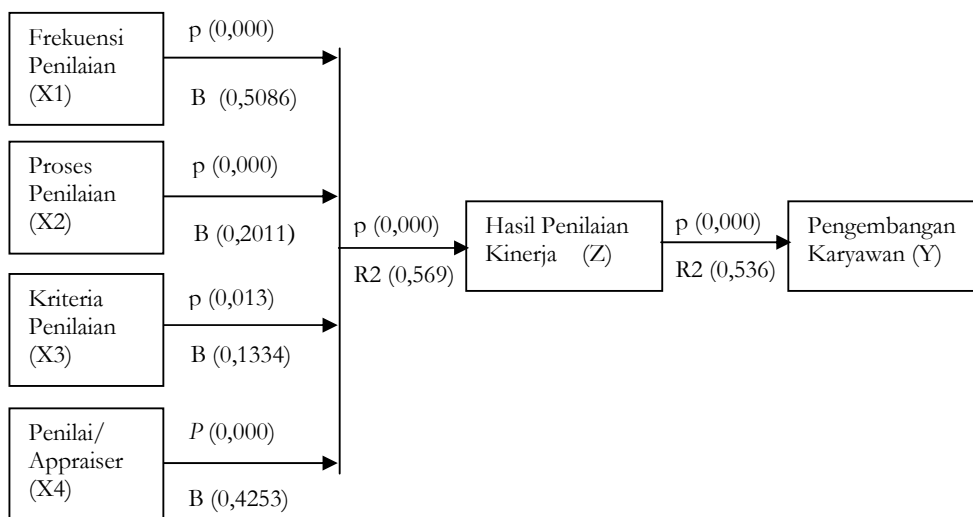 Frekuensi
Penilaian
(X1)
p (0,000)
B (0,5086)
Proses
Penilaian
(X2)
p (0,000)
B (0,2011)
Kriteria
Penilaian
(X3)
p (0,013)
B (0,1334)
Penilai/
Appraiser
(X4)
P (0,000)
B (0,4253)
p (0,000)
R2 (0,569)
Hasil Penilaian
Kinerja (Z)
p (0,000)
R2 (0,536)
Pengembangan
Karyawan (Y)